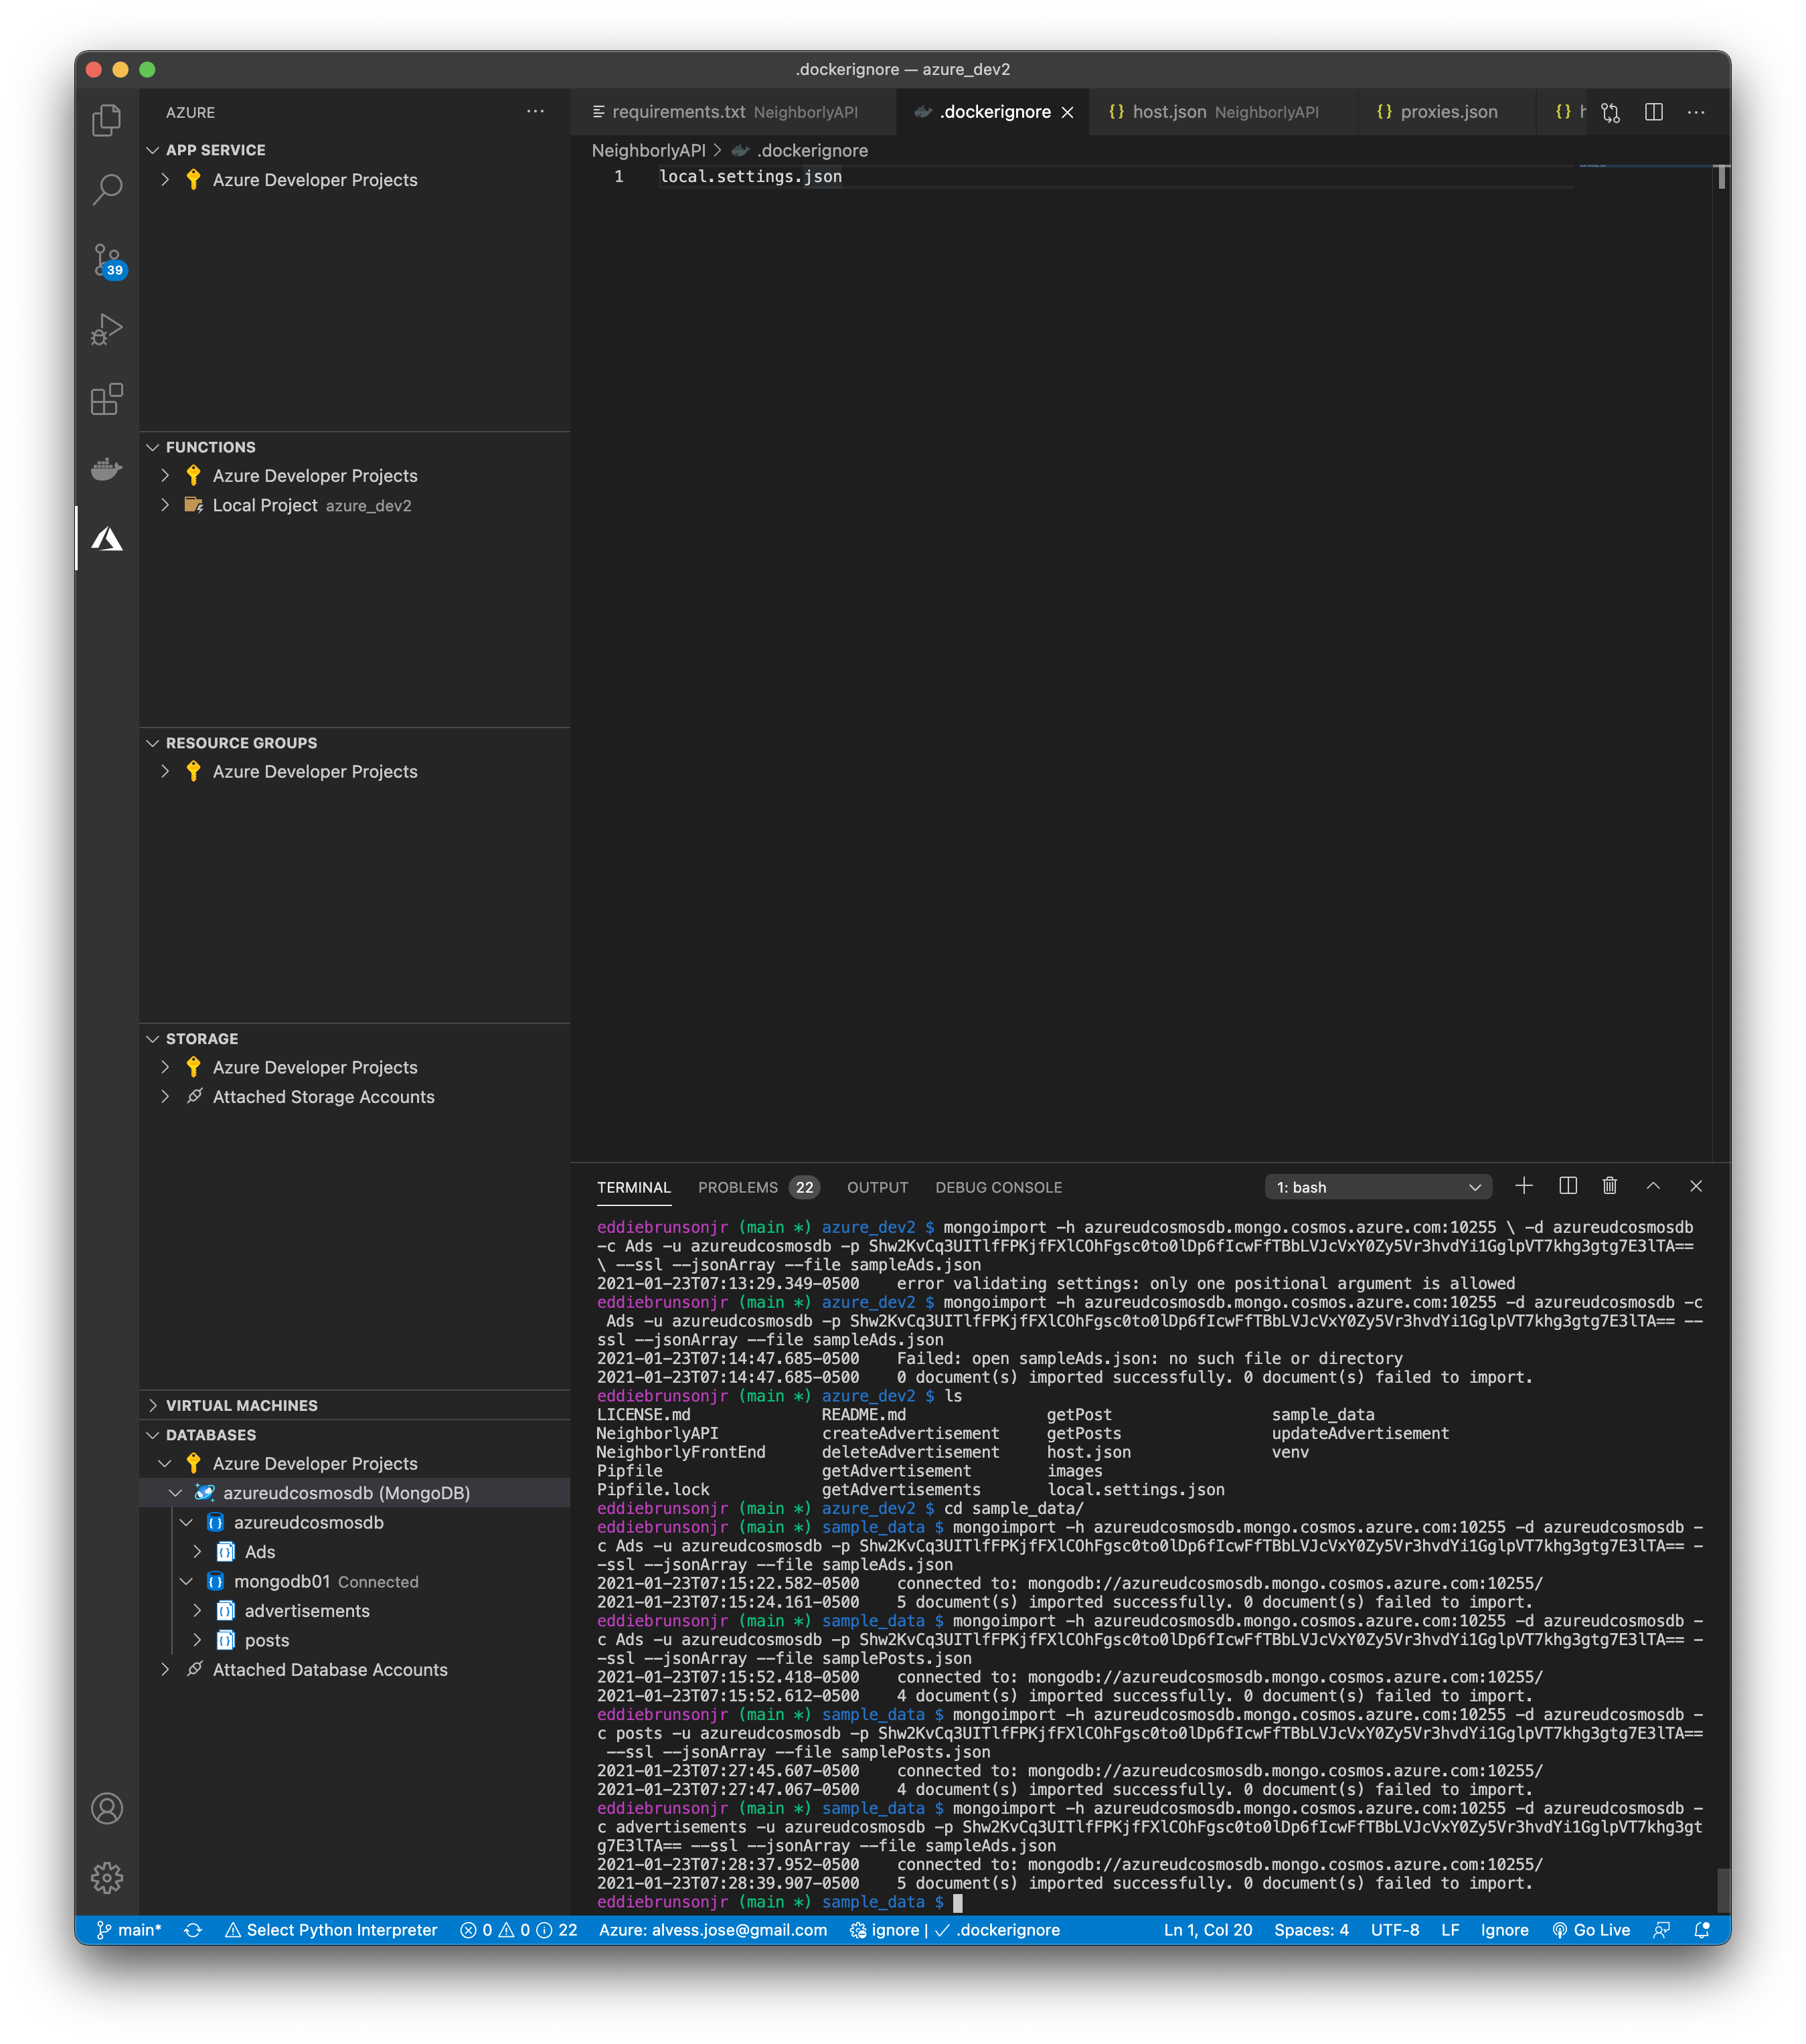 .dockerignore — azure_dev2
AZURE
requirements.txt NeighborlyAPI
.dockerignore
host.json NeighborlyAPI
proxies.json
NeighborlyAPI > .dockerignore
1 local.settings.json
39
APP SERVICE
Azure Developer Projects
FUNCTIONS
Azure Developer Projects
Local Project azure_dev2
RESOURCE GROUPS
Azure Developer Projects
STORAGE
Azure Developer Projects
Attached Storage Accounts
VIRTUAL MACHINES
DATABASES
Azure Developer Projects
azureudcosmosdb (MongoDB)
azureudcosmosdb
Ads
mongodb01 Connected
advertisements
posts
Attached Database Accounts
TERMINAL PROBLEMS 22 OUTPUT DEBUG CONSOLE 1: bash
eddiebrunsonjr (main *) azure_dev2 $ mongoimport -h azureudcosmosdb.mongo.cosmos.azure.com:10255 \ -d azureudcosmosdb
-c Ads -u azureudcosmosdb -p Shw2KvCq3UITlfFPKjfFXlCOhFgsc0to0lDp6fIcwFfTBbLVJcVxY0Zy5Vr3hvdYi1GglpVT7khg3gtg7E3lTA==
\ --ssl --jsonArray --file sampleAds.json
2021-01-23T07:13:29.349-0500 error validating settings: only one positional argument is allowed
eddiebrunsonjr (main *) azure_dev2 $ mongoimport -h azureudcosmosdb.mongo.cosmos.azure.com:10255 -d azureudcosmosdb -c
Ads -u azureudcosmosdb -p Shw2KvCq3UITlfFPKjfFXlCOhFgsc0to0lDp6fIcwFfTBbLVJcVxY0Zy5Vr3hvdYi1GglpVT7khg3gtg7E3lTA== --
ssl --jsonArray --file sampleAds.json
2021-01-23T07:14:47.685-0500 Failed: open sampleAds.json: no such file or directory
2021-01-23T07:14:47.685-0500 0 document(s) imported successfully. 0 document(s) failed to import.
eddiebrunsonjr (main *) azure_dev2 $ ls
LICENSE.md README.md getPost sample_data
NeighborlyAPI createAdvertisement getPosts updateAdvertisement
NeighborlyFrontEnd deleteAdvertisement host.json venv
Pipfile getAdvertisement images
Pipfile.lock getAdvertisements local.settings.json
eddiebrunsonjr (main *) azure_dev2 $ cd sample_data/
eddiebrunsonjr (main *) sample_data $ mongoimport -h azureudcosmosdb.mongo.cosmos.azure.com:10255 -d azureudcosmosdb -
c Ads -u azureudcosmosdb -p Shw2KvCq3UITlfFPKjfFXlCOhFgsc0to0lDp6fIcwFfTBbLVJcVxY0Zy5Vr3hvdYi1GglpVT7khg3gtg7E3lTA== -
-ssl --jsonArray --file sampleAds.json
2021-01-23T07:15:22.582-0500 connected to: mongodb://azureudcosmosdb.mongo.cosmos.azure.com:10255/
2021-01-23T07:15:24.161-0500 5 document(s) imported successfully. 0 document(s) failed to import.
eddiebrunsonjr (main *) sample_data $ mongoimport -h azureudcosmosdb.mongo.cosmos.azure.com:10255 -d azureudcosmosdb -
c Ads -u azureudcosmosdb -p Shw2KvCq3UITlfFPKjfFXlCOhFgsc0to0lDp6fIcwFfTBbLVJcVxY0Zy5Vr3hvdYi1GglpVT7khg3gtg7E3lTA== -
-ssl --jsonArray --file samplePosts.json
2021-01-23T07:15:52.418-0500 connected to: mongodb://azureudcosmosdb.mongo.cosmos.azure.com:10255/
2021-01-23T07:15:52.612-0500 4 document(s) imported successfully. 0 document(s) failed to import.
eddiebrunsonjr (main *) sample_data $ mongoimport -h azureudcosmosdb.mongo.cosmos.azure.com:10255 -d azureudcosmosdb -
c posts -u azureudcosmosdb -p Shw2KvCq3UITlfFPKjfFXlCOhFgsc0to0lDp6fIcwFfTBbLVJcVxY0Zy5Vr3hvdYi1GglpVT7khg3gtg7E3lTA==
--ssl --jsonArray --file samplePosts.json
2021-01-23T07:27:45.607-0500 connected to: mongodb://azureudcosmosdb.mongo.cosmos.azure.com:10255/
2021-01-23T07:27:47.067-0500 4 document(s) imported successfully. 0 document(s) failed to import.
eddiebrunsonjr (main *) sample_data $ mongoimport -h azureudcosmosdb.mongo.cosmos.azure.com:10255 -d azureudcosmosdb -
c advertisements -u azureudcosmosdb -p Shw2KvCq3UITlfFPKjfFXlCOhFgsc0to0lDp6fIcwFfTBbLVJcVxY0Zy5Vr3hvdYi1GglpVT7khg3gt
g7E3lTA== --ssl --jsonArray --file sampleAds.json
2021-01-23T07:28:37.952-0500 connected to: mongodb://azureudcosmosdb.mongo.cosmos.azure.com:10255/
2021-01-23T07:28:39.907-0500 5 document(s) imported successfully. 0 document(s) failed to import.
eddiebrunsonjr (main *) sample_data $
main* Select Python Interpreter 0 0 22 Azure: alvess.jose@gmail.com ignore | ✓ .dockerignore Ln 1, Col 20 Spaces: 4 UTF-8 LF Ignore Go Live